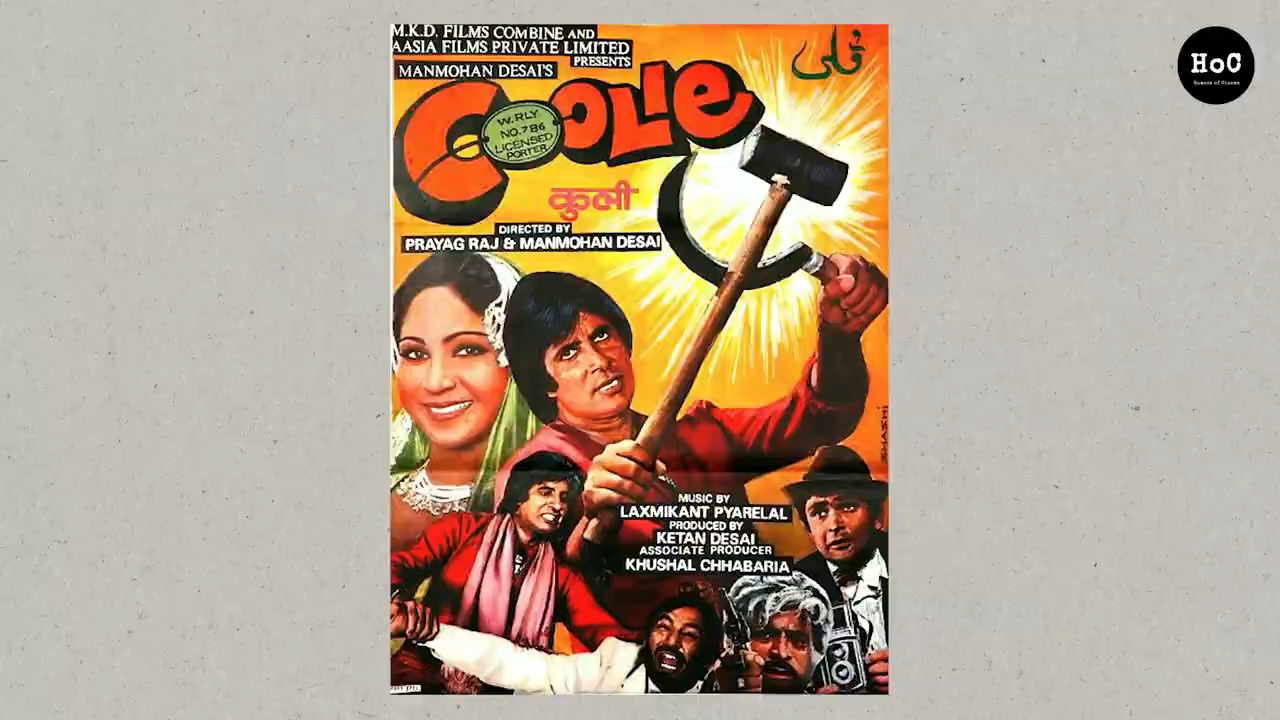 M.K.D. FILMS COMBINE AND
AASIA FILMS PRIVATE LIMITED
PRESENTS
MANMOHAN DESAI'S
COOLIE
W.RLY
NO.786
LICENSED
PORTER
قلی
कुली
DIRECTED BY
PRAYAG RAJ & MANMOHAN DESAI
MUSIC BY
LAXMIKANT PYARELAL
PRODUCED BY
KETAN DESAI
ASSOCIATE PRODUCER
KHUSHAL CHHABARIA
SHASHI
HoC